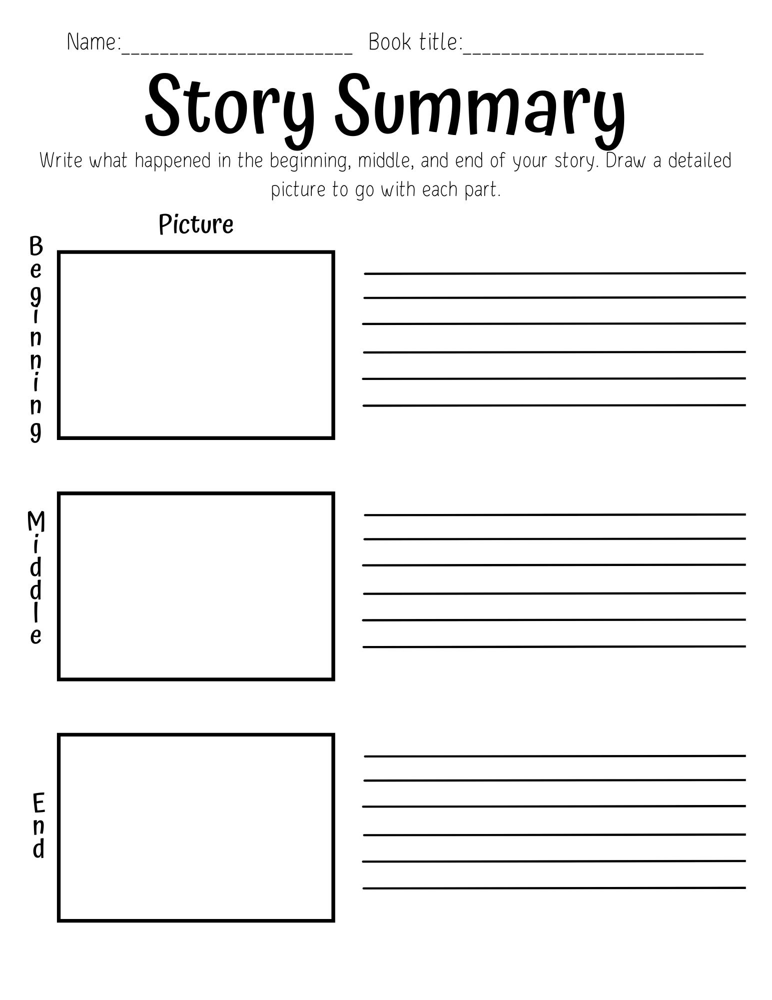 Name:_______________________ Book title:_________________________
Story Summary
Write what happened in the beginning, middle, and end of your story. Draw a detailed
picture to go with each part.
Picture
Beginning
Middle
End